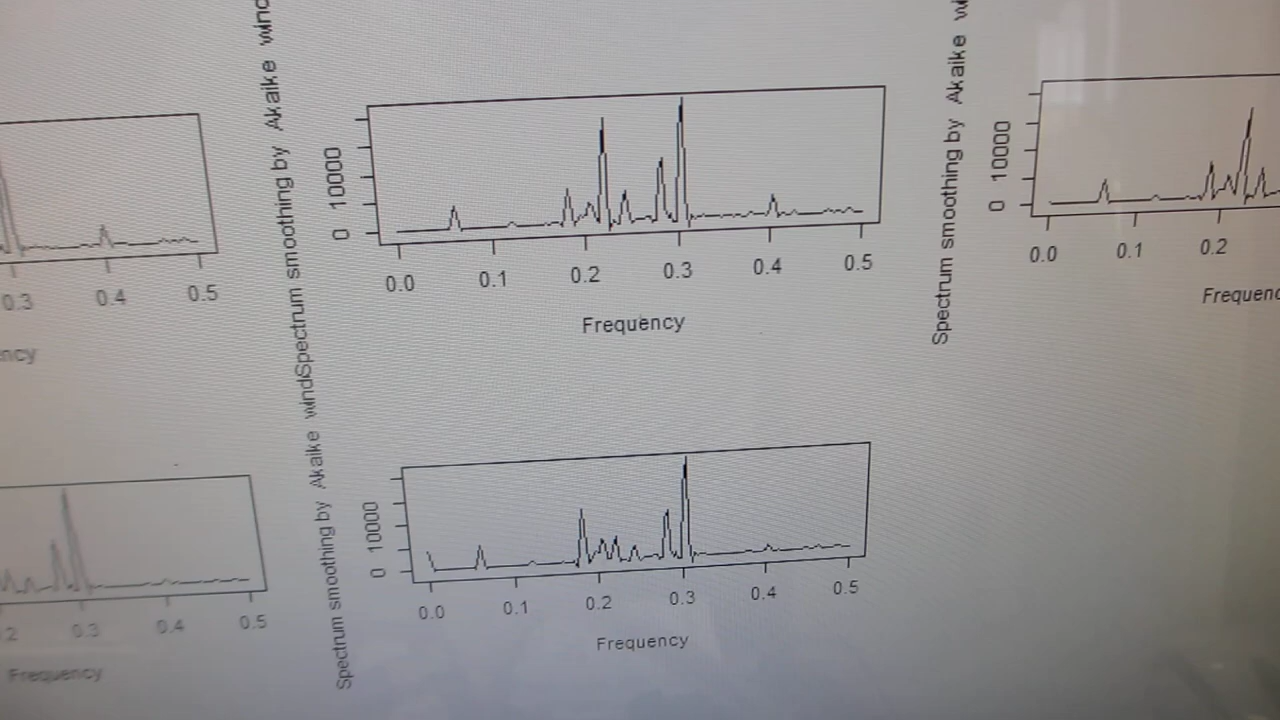 Spectrum smoothing by Akaike wind
10000
0
0.3 0.4 0.5
ncy
0.0 0.1 0.2 0.3 0.4 0.5
Frequency
Spectrum smoothing by Akaike wi
10000
0
0.0 0.1 0.2
Frequenc
Spectrum smoothing by Akaike wind
10000
0
2 0.3 0.4 0.5
Frequency
0.0 0.1 0.2 0.3 0.4 0.5
Frequency